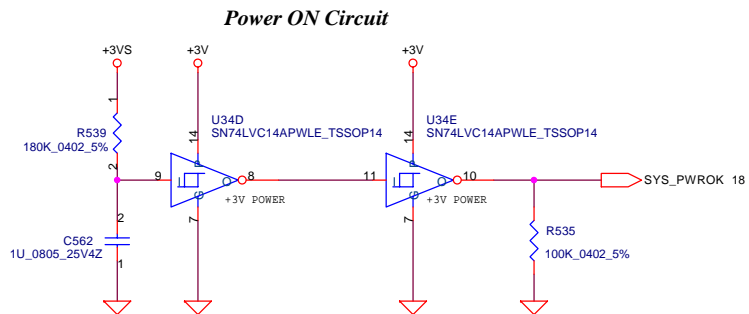 Power ON Circuit
+3VS
+3V
+3V
1
R539
180K_0402_5%
2
U34D
SN74LVC14APWLE_TSSOP14
14
P
9
I
O
8
G
7
+3V POWER
U34E
SN74LVC14APWLE_TSSOP14
14
P
11
I
O
10
G
7
+3V POWER
SYS_PWROK 18
2
C562
1U_0805_25V4Z
1
R535
100K_0402_5%